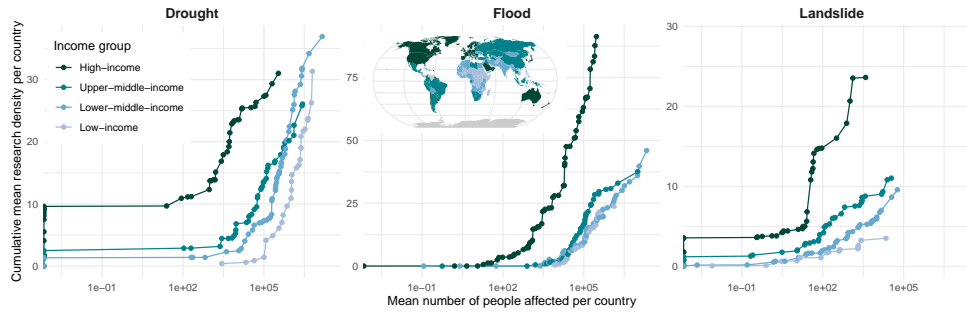 Drought
Flood
Landslide
Cumulative mean research density per country
Income group
High−income
Upper−middle−income
Lower−middle−income
Low−income
30
20
10
0
1e−01
1e+02
1e+05
75
50
25
0
1e−01
1e+02
1e+05
30
20
10
0
1e−01
1e+02
1e+05
Mean number of people affected per country